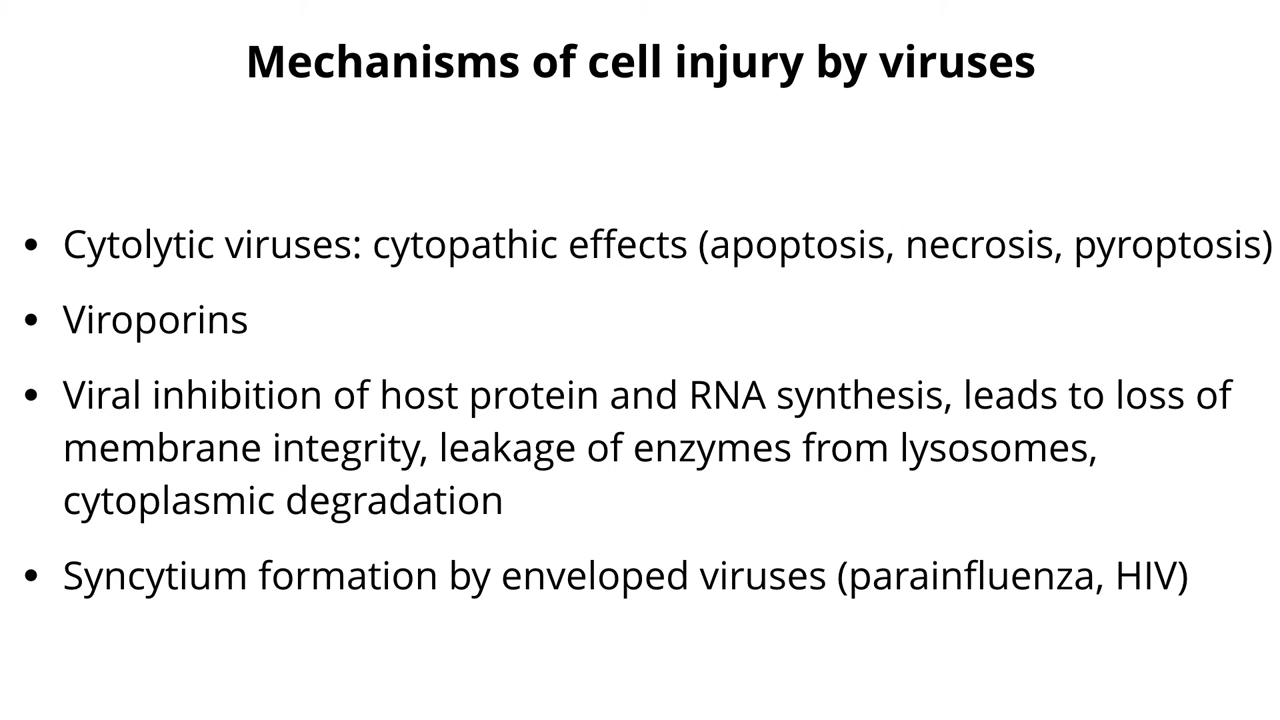 Mechanisms of cell injury by viruses
• Cytolytic viruses: cytopathic effects (apoptosis, necrosis, pyroptosis)
• Viroporins
• Viral inhibition of host protein and RNA synthesis, leads to loss of
membrane integrity, leakage of enzymes from lysosomes,
cytoplasmic degradation
• Syncytium formation by enveloped viruses (parainfluenza, HIV)